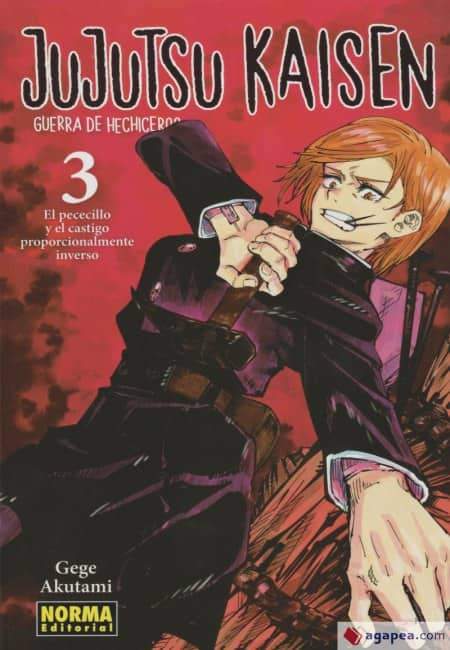 JUJUTSU KAISEN
GUERRA DE HECHICEROS
3
El pececillo
y el castigo
proporcionalmente
inverso
Gege
Akutami
NORMA
Editorial
agapea.com